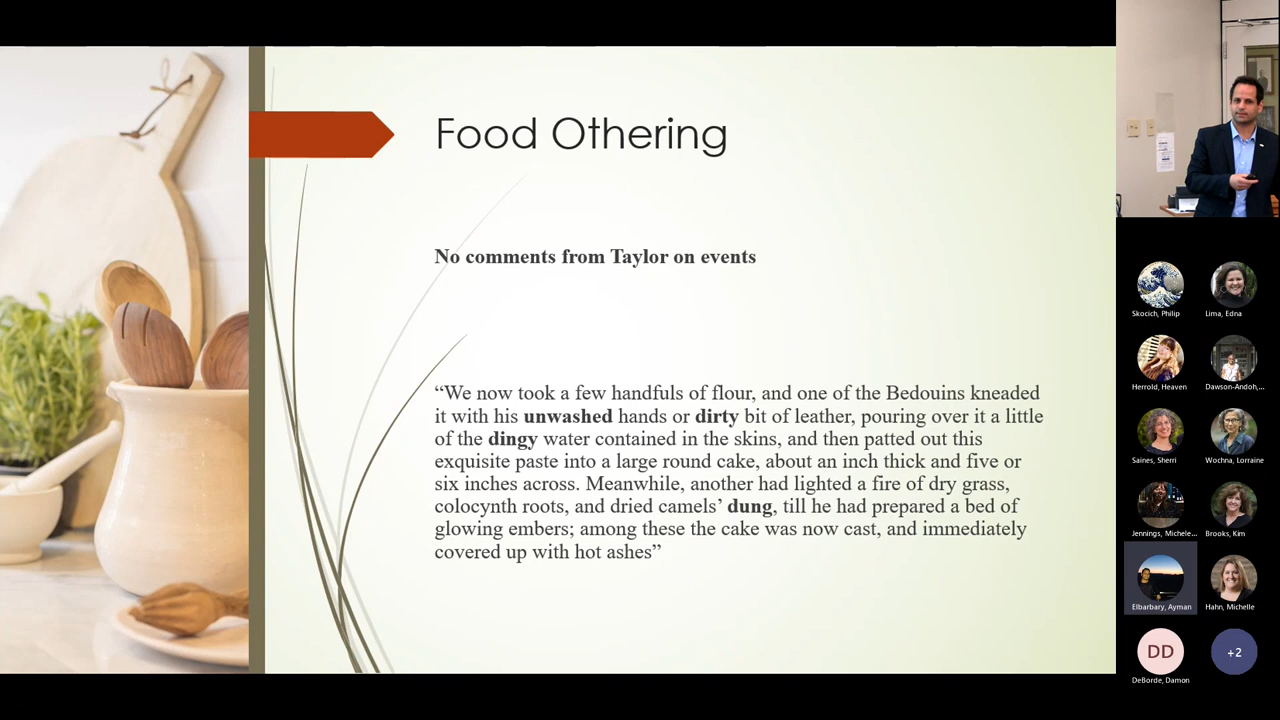 Food Othering
No comments from Taylor on events
“We now took a few handfuls of flour, and one of the Bedouins kneaded
it with his unwashed hands or dirty bit of leather, pouring over it a little
of the dingy water contained in the skins, and then patted out this
exquisite paste into a large round cake, about an inch thick and five or
six inches across. Meanwhile, another had lighted a fire of dry grass,
colocynth roots, and dried camels’ dung, till he had prepared a bed of
glowing embers; among these the cake was now cast, and immediately
covered up with hot ashes”
Skocich, Philip
Lima, Edna
Herrold, Heaven
Dawson-Andoh,...
Saines, Sherri
Wochna, Lorraine
Jennings, Michele...
Brooks, Kim
Elbarbary, Ayman
Hahn, Michelle
DD
+2
DeBorde, Damon